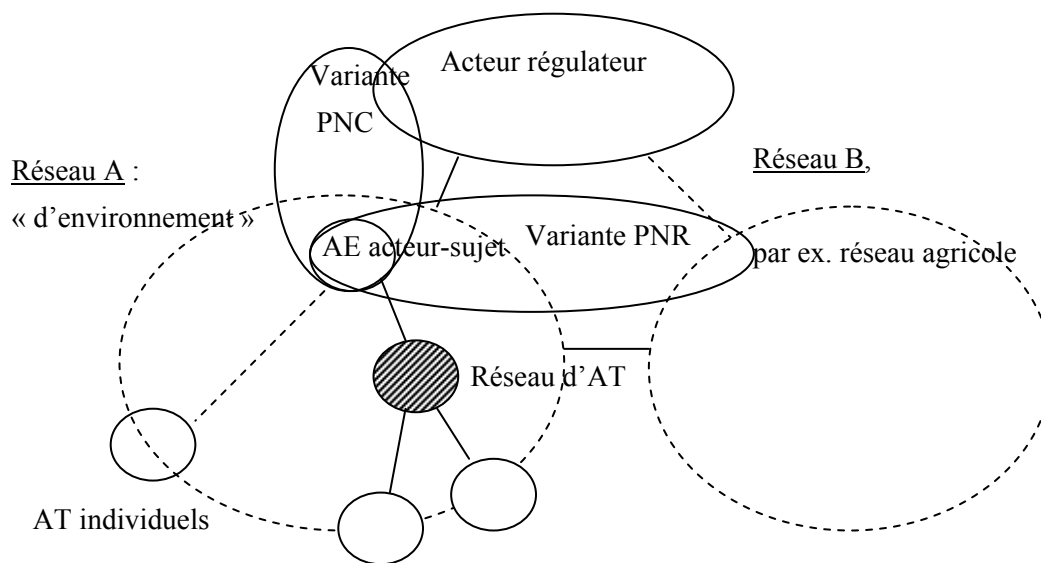 Acteur régulateur
Variante
PNC
Réseau A :
« d’environnement »
Réseau B,
AE acteur-sujet
Variante PNR
par ex. réseau agricole
Réseau d’AT
AT individuels